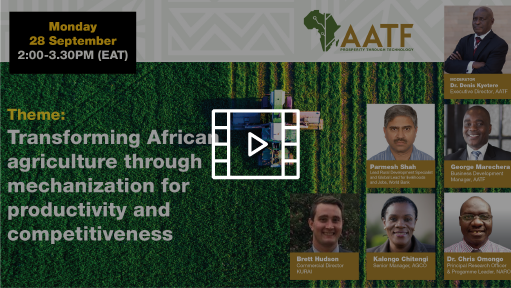 Monday
28 September
2:00-3.30PM (EAT)
AATF
PROSPERITY THROUGH TECHNOLOGY
MODERATOR
Dr. Denis Kyetere
Executive Director, AATF
Theme:
Transforming African
agriculture through
mechanization for
productivity and
competitiveness
Parmesh Shah
Lead Rural Development Specialist
and Global Lead for livelihoods
and Jobs, World Bank
George Marechera
Business Development
Manager, AATF
Brett Hudson
Commercial Director
KURAI
Kalongo Chitengi
Senior Manager, AGCO
Dr. Chris Omongo
Principal Research Officer
& Programme Leader, NARO